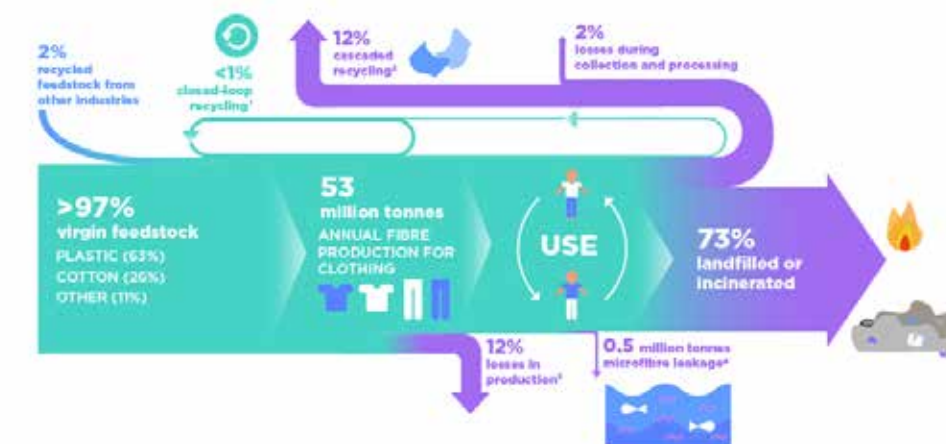 2%
recycled
feedstock from
other industries
<1%
closed-loop
recycling¹
12%
cascaded
recycling²
2%
losses during
collection and processing
>97%
virgin feedstock
PLASTIC (63%)
COTTON (26%)
OTHER (11%)
53
million tonnes
ANNUAL FIBRE
PRODUCTION FOR
CLOTHING
USE
73%
landfilled or
incinerated
12%
losses in
production³
0.5 million tonnes
microfibre leakage⁴